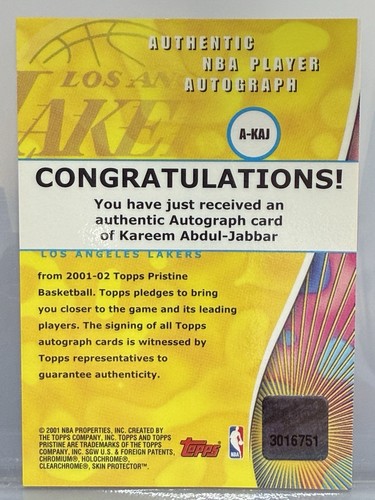 AUTHENTIC
NBA PLAYER
AUTOGRAPH
LOS AN
LAKE
A-KAJ
CONGRATULATIONS!
You have just received an
authentic Autograph card
of Kareem Abdul-Jabbar
LOS ANGELES LAKERS
from 2001-02 Topps Pristine
Basketball. Topps pledges to bring
you closer to the game and its leading
players. The signing of all Topps
autograph cards is witnessed by
Topps representatives to
guarantee authenticity.
© 2001 NBA PROPERTIES, INC. CREATED BY
THE TOPPS COMPANY, INC. TOPPS AND TOPPS
PRISTINE ARE TRADEMARKS OF THE TOPPS
COMPANY, INC. SGW U.S. & FOREIGN PATENTS,
CHROMIUM®, HOLOCHROME®,
CLEARCHROME®, SKIN PROTECTOR™.
Topps
NBA
3016751